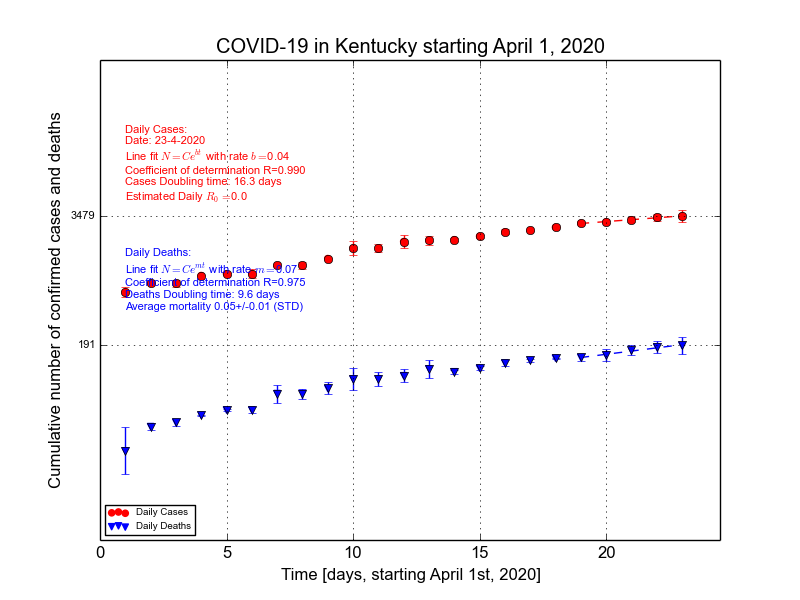 COVID-19 in Kentucky starting April 1, 2020
Cumulative number of confirmed cases and deaths
Daily Cases:
Date: 23-4-2020
Line fit N=Ce^{bt} with rate b=0.04
Coefficient of determination R=0.990
Cases Doubling time: 16.3 days
Estimated Daily R_0=0.0
3479
Daily Deaths:
Line fit N=Ce^{mt} with rate m=0.07
Coefficient of determination R=0.975
Deaths Doubling time: 9.6 days
Average mortality 0.05+/-0.01 (STD)
191
Daily Cases
Daily Deaths
0 5 10 15 20
Time [days, starting April 1st, 2020]